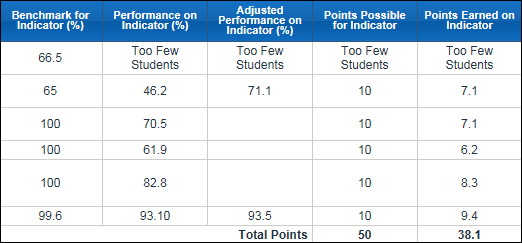 Benchmark for Indicator (%) Performance on Indicator (%) Adjusted Performance on Indicator (%) Points Possible for Indicator Points Earned on Indicator
66.5 Too Few Students Too Few Students Too Few Students Too Few Students
65 46.2 71.1 10 7.1
100 70.5 10 7.1
100 61.9 10 6.2
100 82.8 10 8.3
99.6 93.10 93.5 10 9.4
Total Points 50 38.1